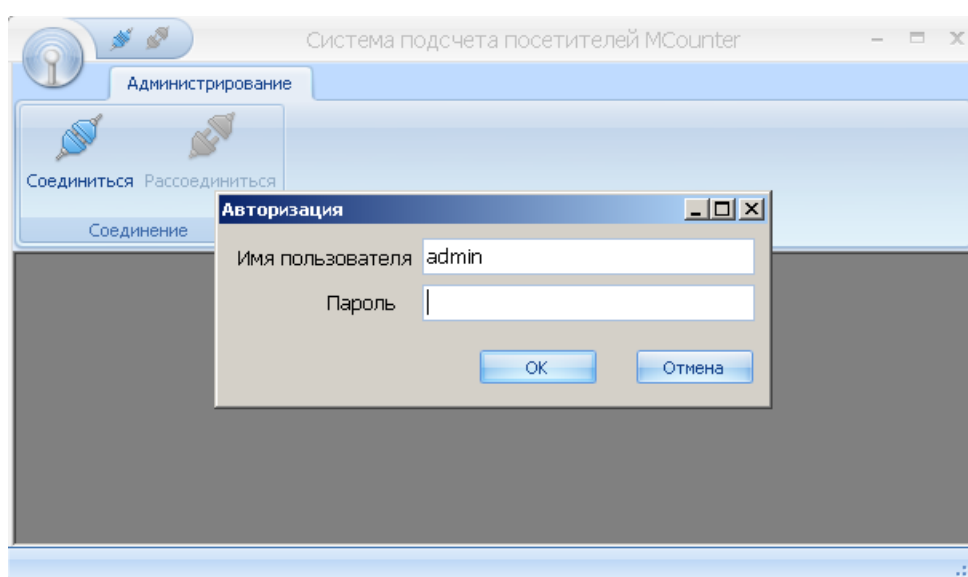 Система подсчета посетителей MCounter
Администрирование
Соединиться Рассоединиться
Соединение
Авторизация
Имя пользователя admin
Пароль
OK Отмена